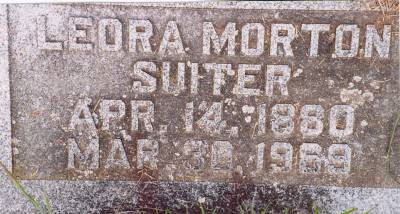 LEORA MORTON
SUITER
APR. 14, 1880
MAR. 30, 1969